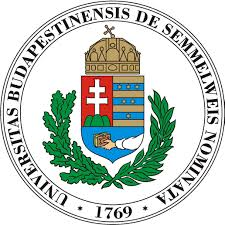 UNIVERSITAS BUDAPESTINENSIS DE SEMMELWEIS NOMINATA
· 1769 ·